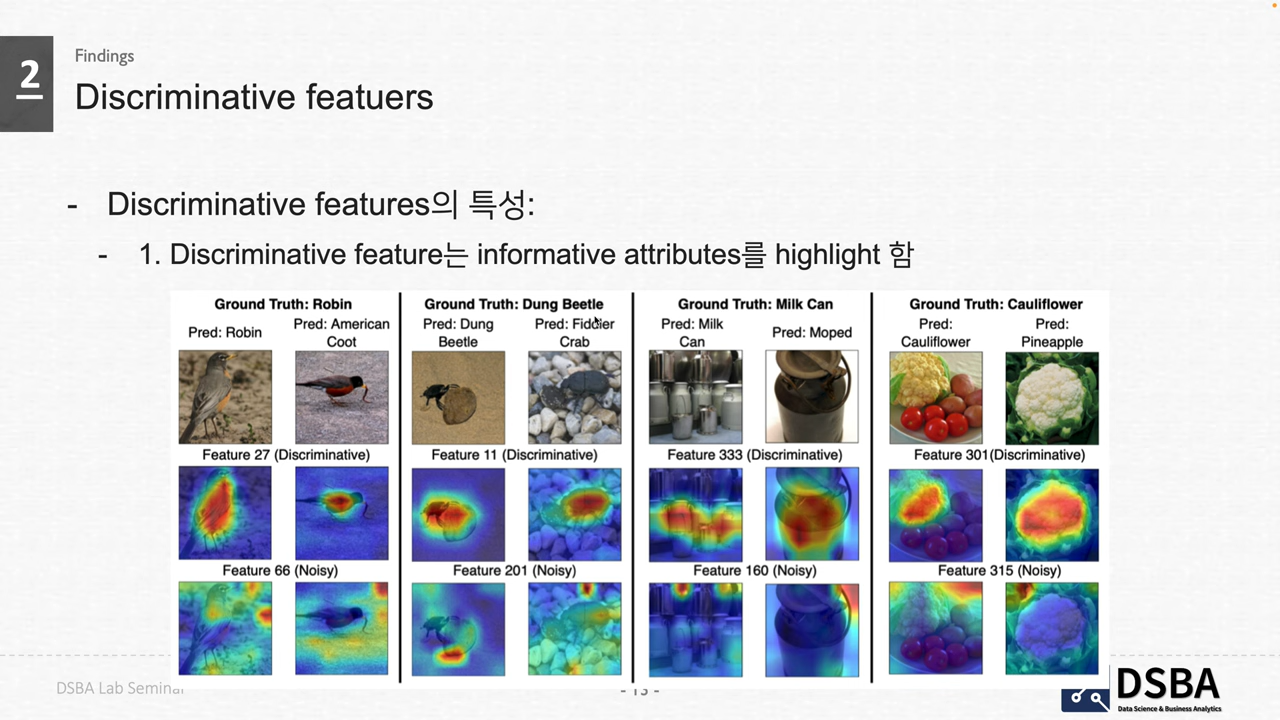 2
Findings
Discriminative featuers
- Discriminative features의 특성:
- 1. Discriminative feature는 informative attributes를 highlight 함
Ground Truth: Robin
Pred: Robin
Pred: American
Coot
Feature 27 (Discriminative)
Feature 66 (Noisy)
Ground Truth: Dung Beetle
Pred: Dung
Beetle
Pred: Fiddler
Crab
Feature 11 (Discriminative)
Feature 201 (Noisy)
Ground Truth: Milk Can
Pred: Milk
Can
Pred: Moped
Feature 333 (Discriminative)
Feature 160 (Noisy)
Ground Truth: Cauliflower
Pred:
Cauliflower
Pred:
Pineapple
Feature 301(Discriminative)
Feature 315 (Noisy)
DSBA Lab Seminar
- 13 -
DSBA
Data Science & Business Analytics